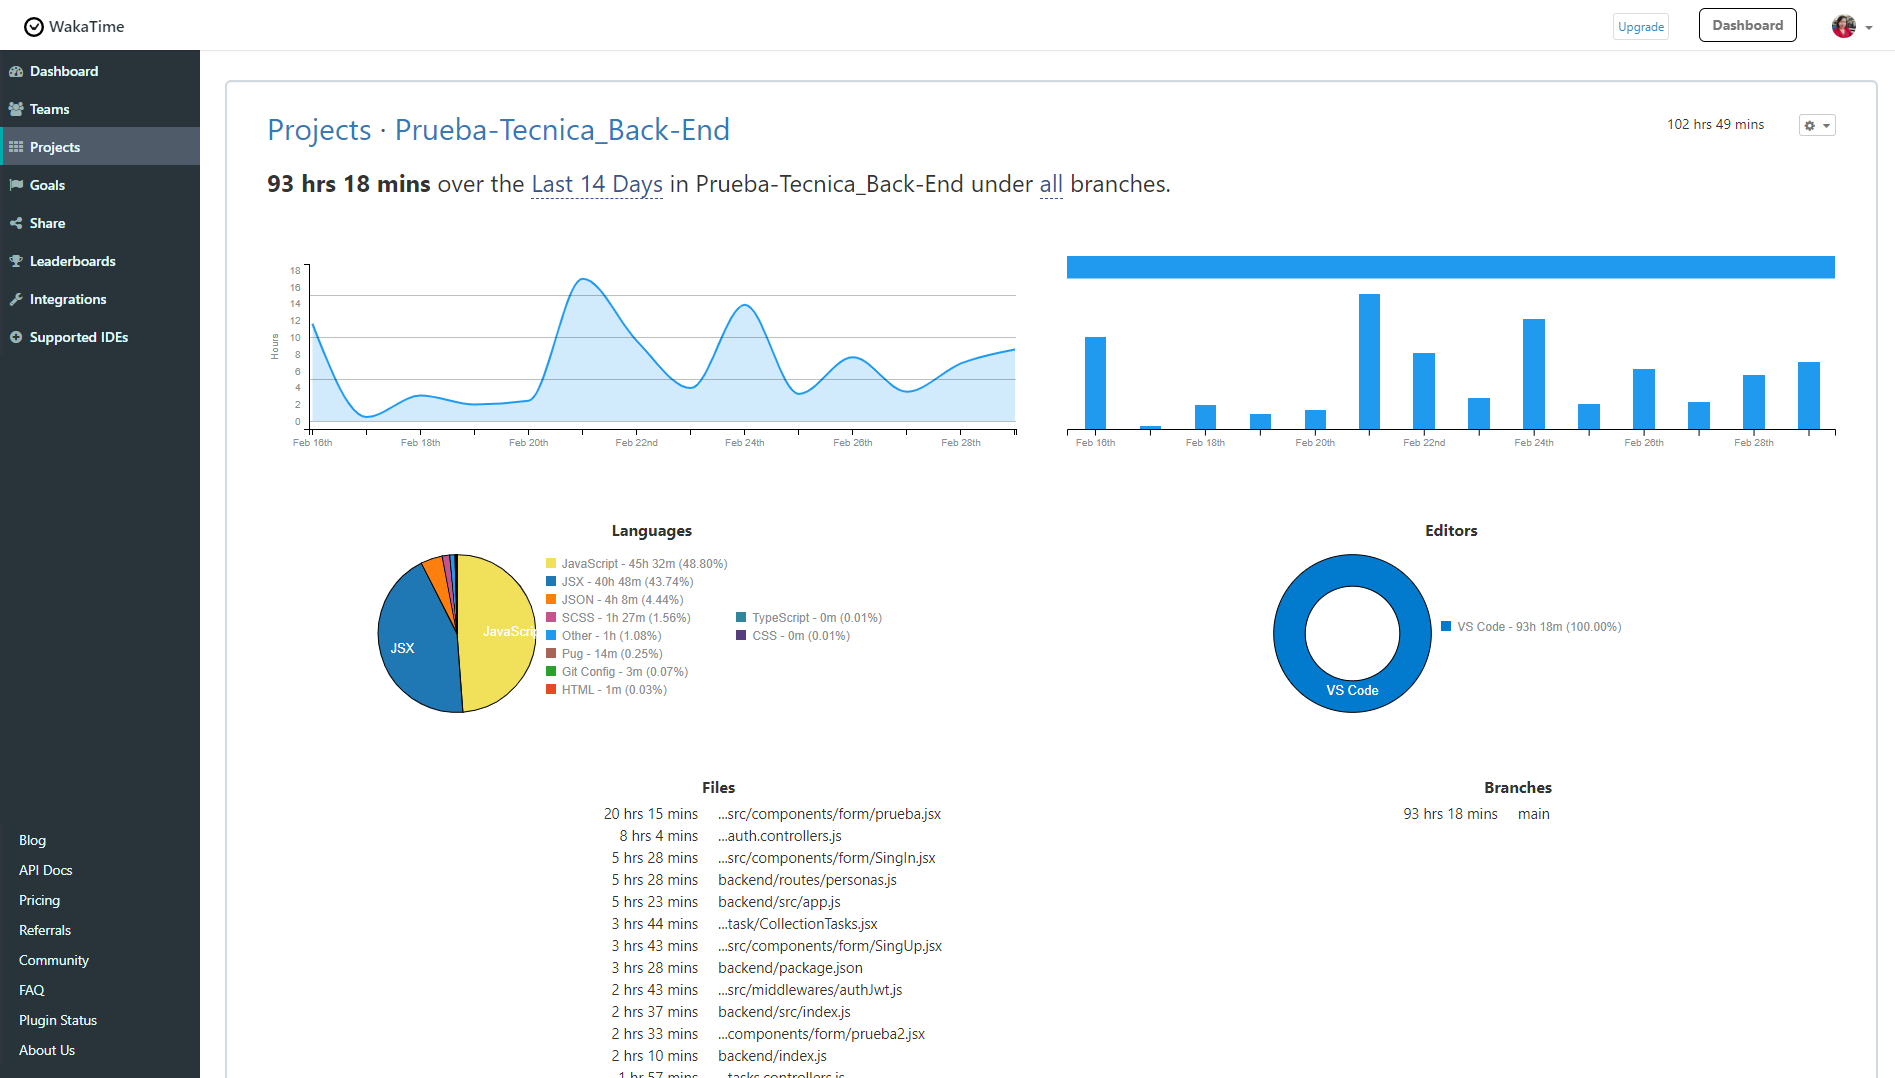 WakaTime
Upgrade
Dashboard
Dashboard
Teams
Projects
Goals
Share
Leaderboards
Integrations
Supported IDEs
Blog
API Docs
Pricing
Referrals
Community
FAQ
Plugin Status
About Us
Projects · Prueba-Tecnica_Back-End
102 hrs 49 mins
93 hrs 18 mins over the Last 14 Days in Prueba-Tecnica_Back-End under all branches.
Hours
18
16
14
12
10
8
6
4
2
0
Feb 16th Feb 18th Feb 20th Feb 22nd Feb 24th Feb 26th Feb 28th
Feb 16th Feb 18th Feb 20th Feb 22nd Feb 24th Feb 26th Feb 28th
Languages
JavaScrip
JSX
JavaScript - 45h 32m (48.80%)
JSX - 40h 48m (43.74%)
JSON - 4h 8m (4.44%)
SCSS - 1h 27m (1.56%)
Other - 1h (1.08%)
Pug - 14m (0.25%)
Git Config - 3m (0.07%)
HTML - 1m (0.03%)
TypeScript - 0m (0.01%)
CSS - 0m (0.01%)
Editors
VS Code
VS Code - 93h 18m (100.00%)
Files
20 hrs 15 mins ...src/components/form/prueba.jsx
8 hrs 4 mins ...auth.controllers.js
5 hrs 28 mins ...src/components/form/SingIn.jsx
5 hrs 28 mins backend/routes/personas.js
5 hrs 23 mins backend/src/app.js
3 hrs 44 mins ...task/CollectionTasks.jsx
3 hrs 43 mins ...src/components/form/SingUp.jsx
3 hrs 28 mins backend/package.json
2 hrs 43 mins ...src/middlewares/authJwt.js
2 hrs 37 mins backend/src/index.js
2 hrs 33 mins ...components/form/prueba2.jsx
2 hrs 10 mins backend/index.js
1 hr 57 mins ...tasks.controllers.js
Branches
93 hrs 18 mins main